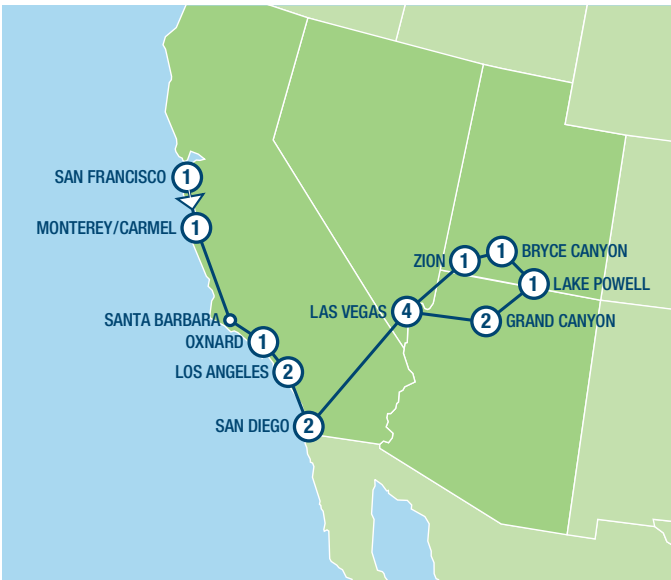 SAN FRANCISCO 1
MONTEREY/CARMEL 1
ZION 1
1 BRYCE CANYON
1 LAKE POWELL
LAS VEGAS 4
2 GRAND CANYON
SANTA BARBARA
OXNARD 1
LOS ANGELES 2
SAN DIEGO 2